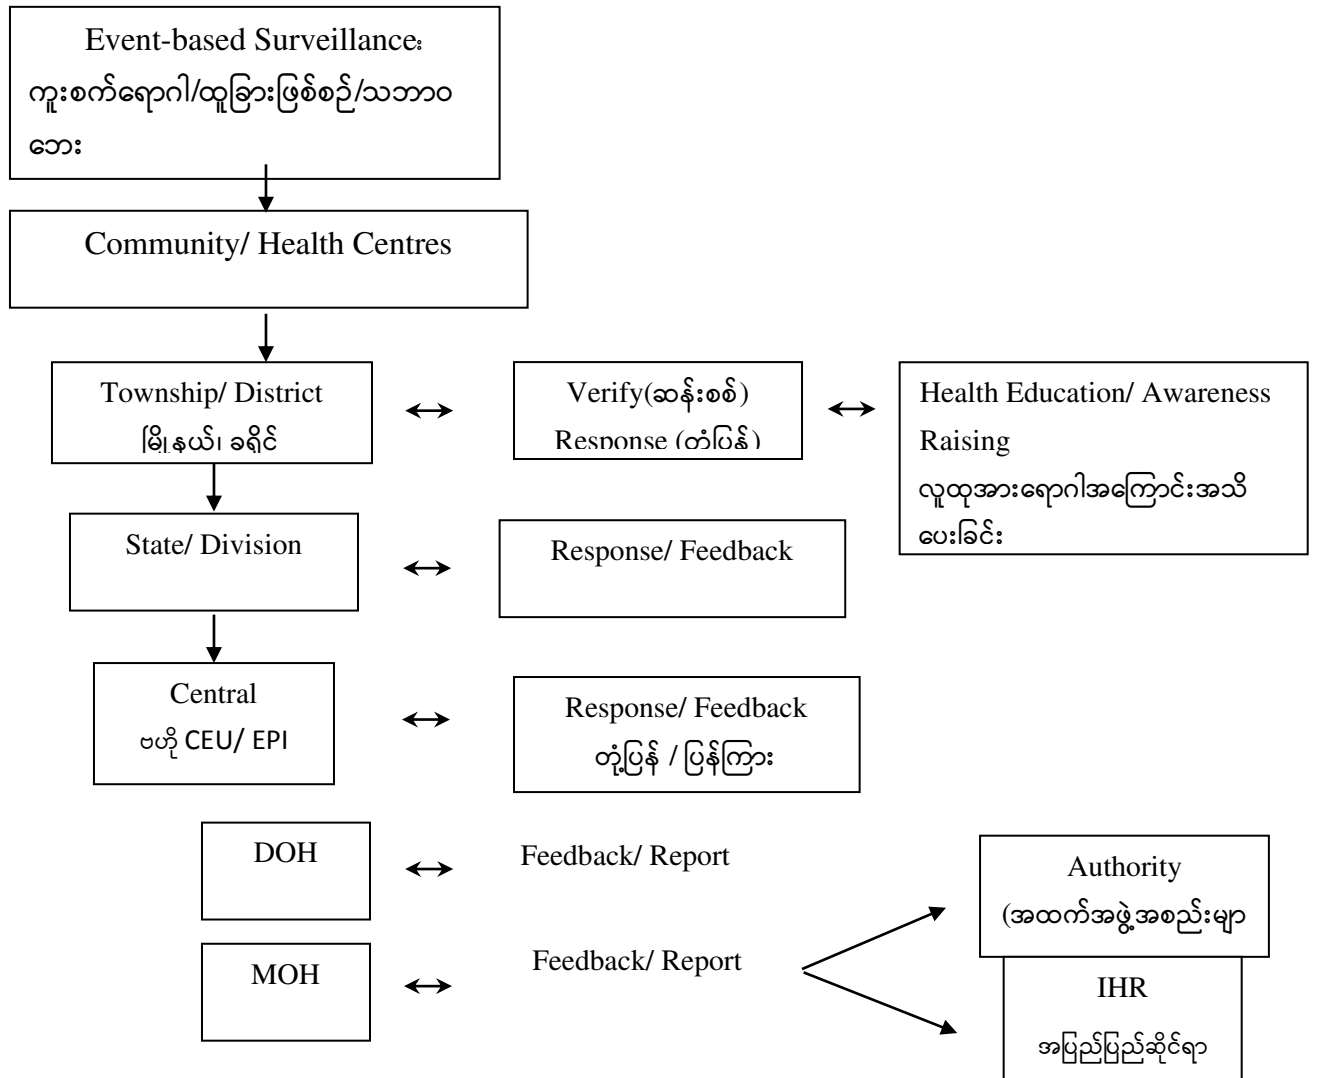 Event-based Surveillance:
ကူးစက်ရောဂါ/ထူခြားဖြစ်စဉ်/သဘာဝ
ဘေး
Community/ Health Centres
Township/ District
မြို့နယ်၊ ခရိုင်
Verify(ဆန်းစစ်)
Response (တုံ့ပြန်)
Health Education/ Awareness
Raising
လူထုအားရောဂါအကြောင်းအသိ
ပေးခြင်း
State/ Division
Response/ Feedback
Central
ဗဟို CEU/ EPI
Response/ Feedback
တုံ့ပြန် / ပြန်ကြား
DOH
Feedback/ Report
MOH
Feedback/ Report
Authority
(အထက်အဖွဲ့အစည်းမျာ
IHR
အပြည်ပြည်ဆိုင်ရာ